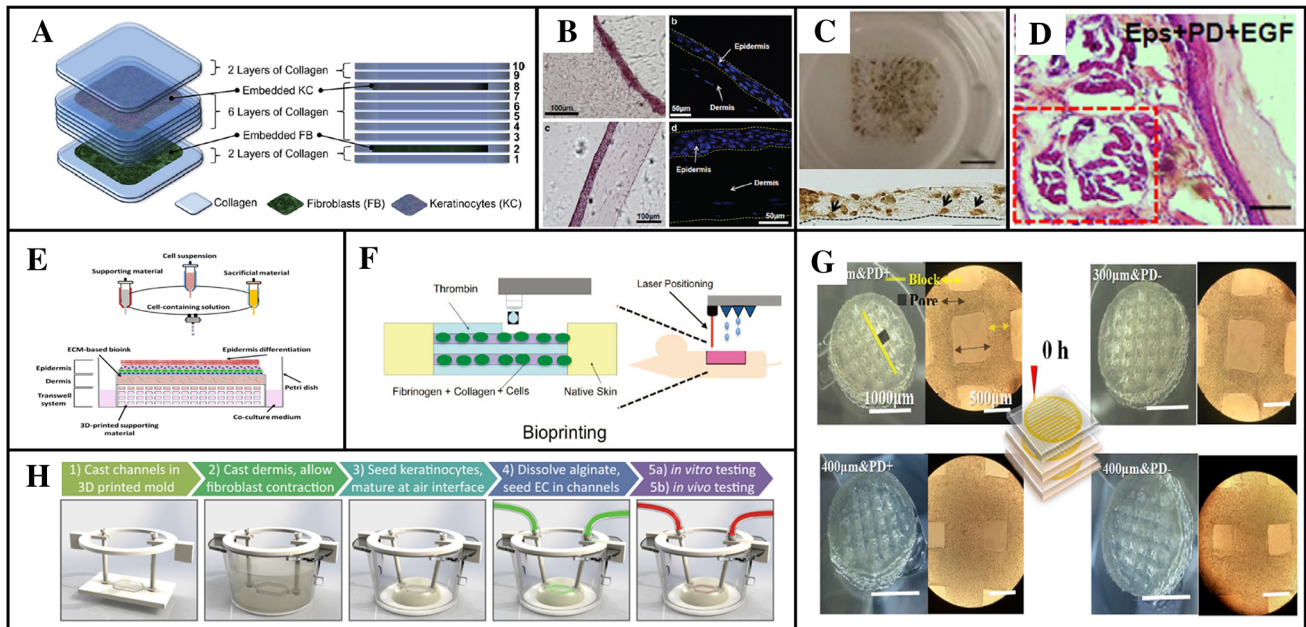 A
2 Layers of Collagen
Embedded KC
6 Layers of Collagen
Embedded FB
2 Layers of Collagen
10
9
8
7
6
5
4
3
2
1
Collagen
Fibroblasts (FB)
Keratinocytes (KC)
B
100μm
b
Epidermis
Dermis
50μm
c
100μm
d
Epidermis
Dermis
50μm
C
D
Eps+PD+EGF
E
Cell suspension
Supporting material
Sacrificial material
Cell-containing solution
ECM-based bioink
Epidermis differentiation
Epidermis
Dermis
Transwell
system
Petri dish
3D-printed supporting
material
Co-culture medium
F
Thrombin
Laser Positioning
Fibrinogen + Collagen + Cells
Native Skin
Bioprinting
G
μm&PD+
Block
Pore
1000μm
500μm
300μm&PD-
0 h
400μm&PD+
400μm&PD-
H
1) Cast channels in
3D printed mold
2) Cast dermis, allow
fibroblast contraction
3) Seed keratinocytes,
mature at air interface
4) Dissolve alginate,
seed EC in channels
5a) in vitro testing
5b) in vivo testing